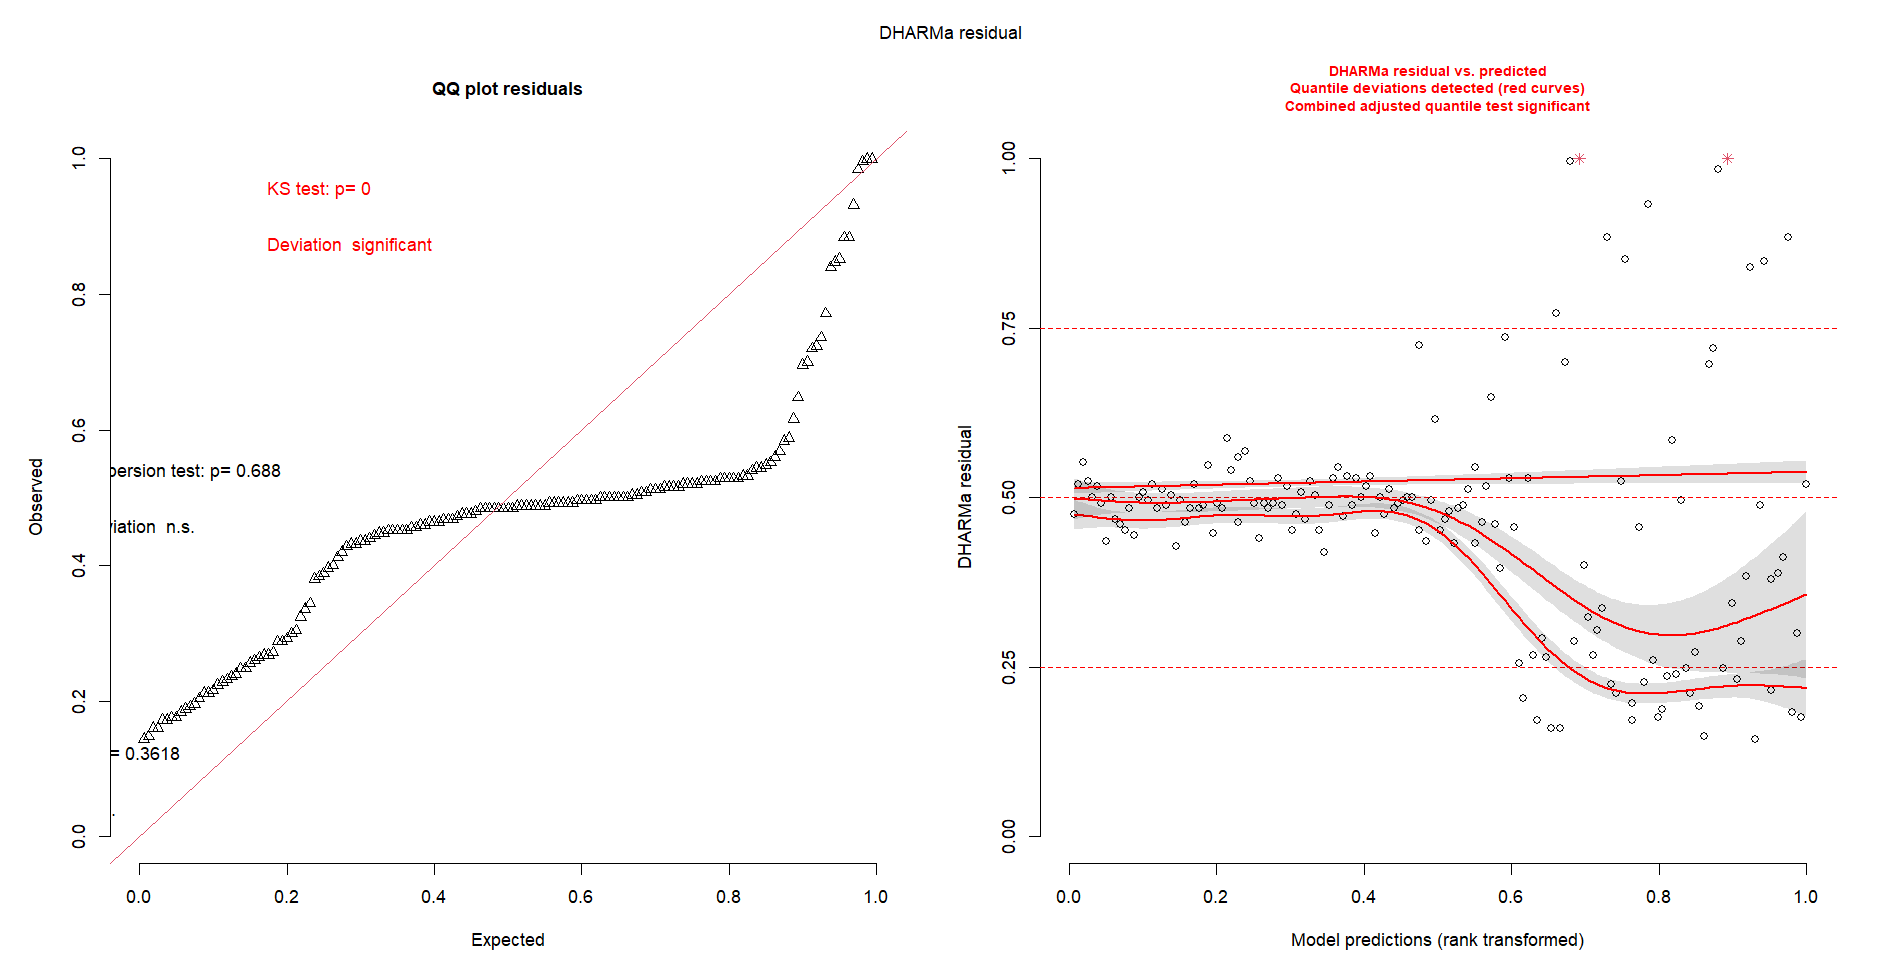 DHARMa residual
QQ plot residuals
KS test: p= 0
Deviation  significant
persion test: p= 0.688
viation  n.s.
= 0.3618
.
Observed
0.0
0.2
0.4
0.6
0.8
1.0
0.0
0.2
0.4
0.6
0.8
1.0
Expected
DHARMa residual vs. predicted
Quantile deviations detected (red curves)
Combined adjusted quantile test significant
DHARMa residual
0.00
0.25
0.50
0.75
1.00
0.0
0.2
0.4
0.6
0.8
1.0
Model predictions (rank transformed)